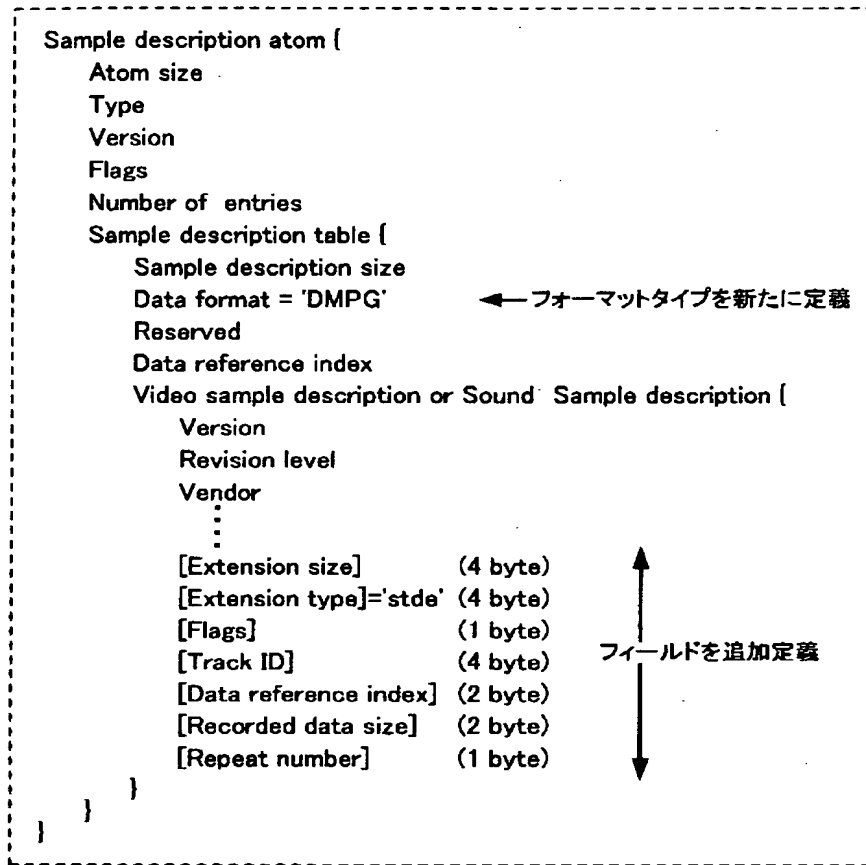 Sample description atom {
Atom size
Type
Version
Flags
Number of entries
Sample description table {
Sample description size
Data format = 'DMPG' ←フォーマットタイプを新たに定義
Reserved
Data reference index
Video sample description or Sound Sample description {
Version
Revision level
Vendor
⋮
[Extension size] (4 byte)
[Extension type]='stde' (4 byte)
[Flags] (1 byte)
[Track ID] (4 byte) フィールドを追加定義
[Data reference index] (2 byte)
[Recorded data size] (2 byte)
[Repeat number] (1 byte)
}
}
}